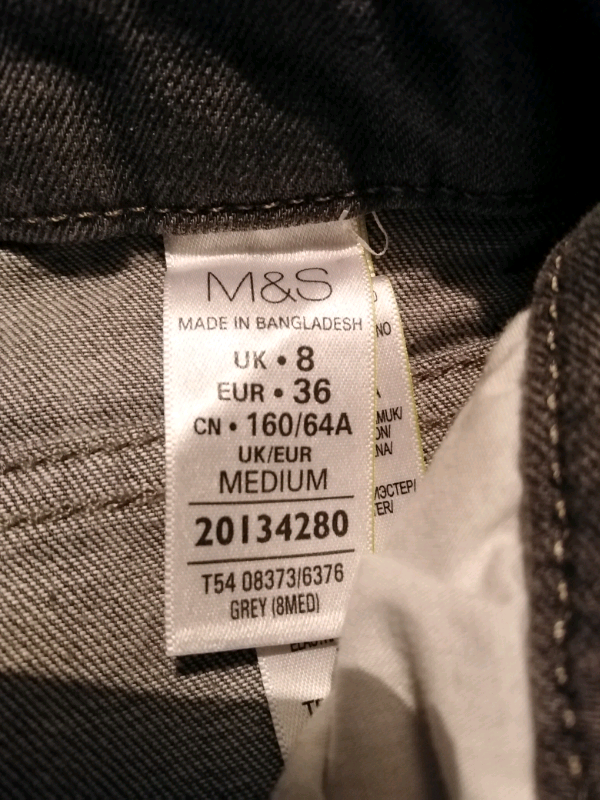 M&S
MADE IN BANGLADESH
UK • 8
EUR • 36
CN • 160/64A
UK/EUR
MEDIUM
20134280
T54 08373/6376
GREY (8MED)
NO